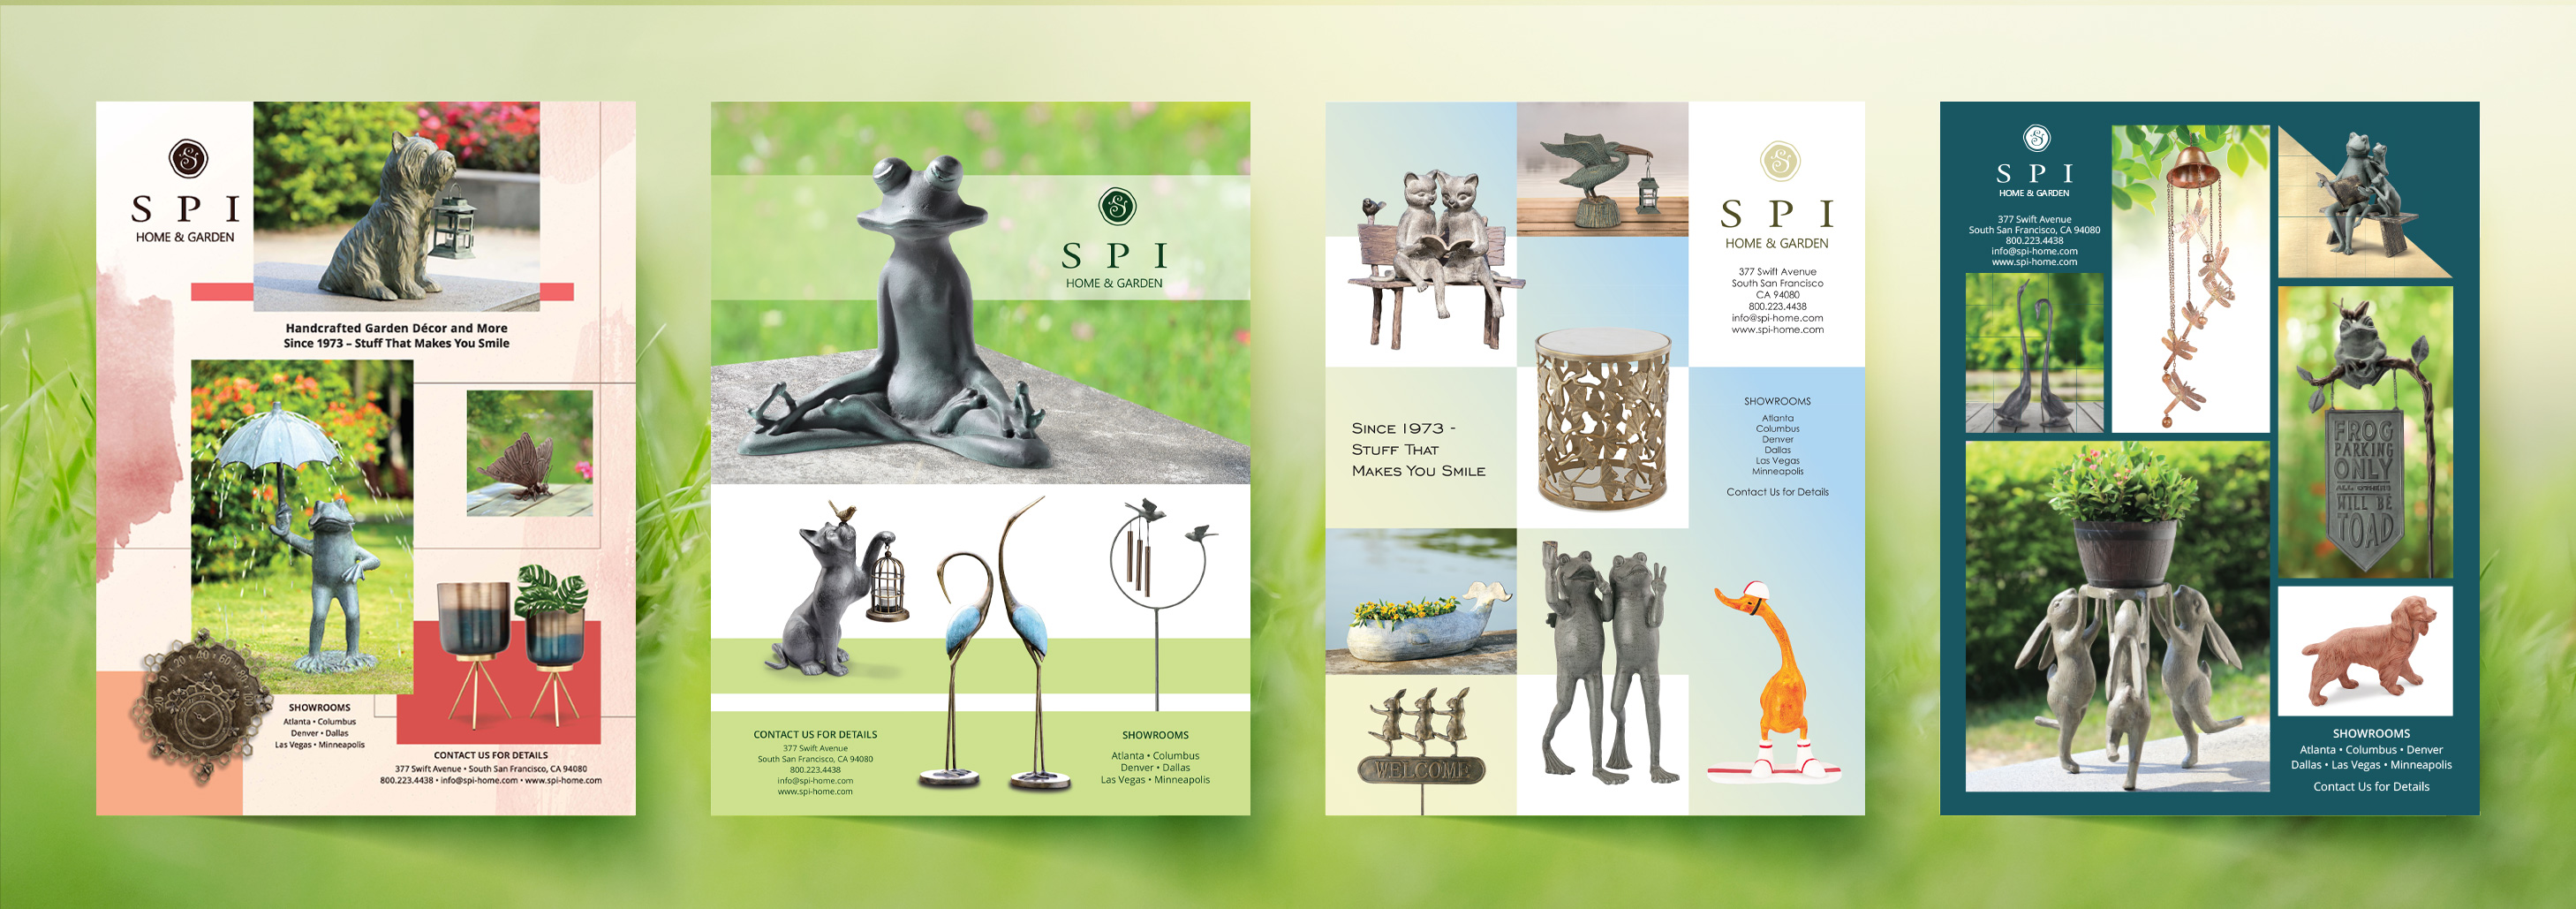 S P I
HOME & GARDEN
Handcrafted Garden Décor and More
Since 1973 – Stuff That Makes You Smile
SHOWROOMS
Atlanta • Columbus
Denver • Dallas
Las Vegas • Minneapolis
CONTACT US FOR DETAILS
377 Swift Avenue • South San Francisco, CA 94080
800.223.4438 • info@spi-home.com • www.spi-home.com
S P I
HOME & GARDEN
CONTACT US FOR DETAILS
377 Swift Avenue
South San Francisco, CA 94080
800.223.4438
info@spi-home.com
www.spi-home.com
SHOWROOMS
Atlanta • Columbus
Denver • Dallas
Las Vegas • Minneapolis
S P I
HOME & GARDEN
377 Swift Avenue
South San Francisco
CA 94080
800.223.4438
info@spi-home.com
www.spi-home.com
SINCE 1973 -
STUFF THAT
MAKES YOU SMILE
SHOWROOMS
Atlanta
Columbus
Denver
Dallas
Las Vegas
Minneapolis
Contact Us for Details
WELCOME
S P I
HOME & GARDEN
377 Swift Avenue
South San Francisco, CA 94080
800.223.4438
info@spi-home.com
www.spi-home.com
FROG
PARKING
ONLY
ALL OTHERS
WILL BE
TOAD
SHOWROOMS
Atlanta • Columbus • Denver
Dallas • Las Vegas • Minneapolis
Contact Us for Details